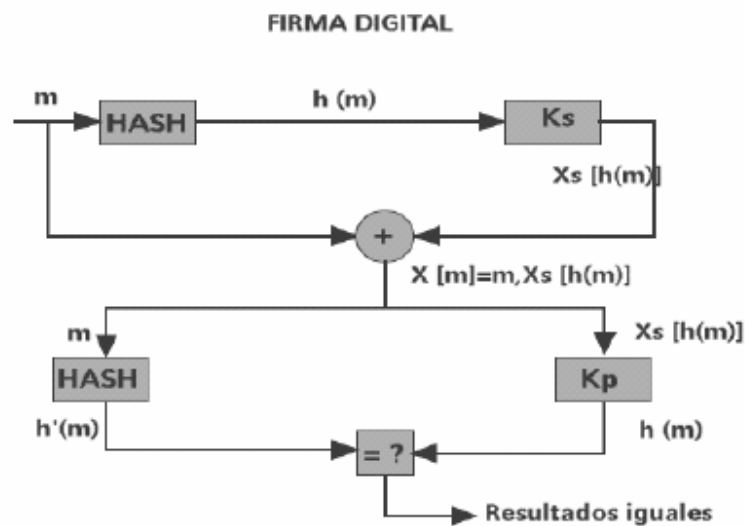 FIRMA DIGITAL
m
HASH
h (m)
Ks
Xs [h(m)]
+
X [m]=m,Xs [h(m)]
m
Xs [h(m)]
HASH
Kp
h'(m)
h (m)
= ?
Resultados iguales